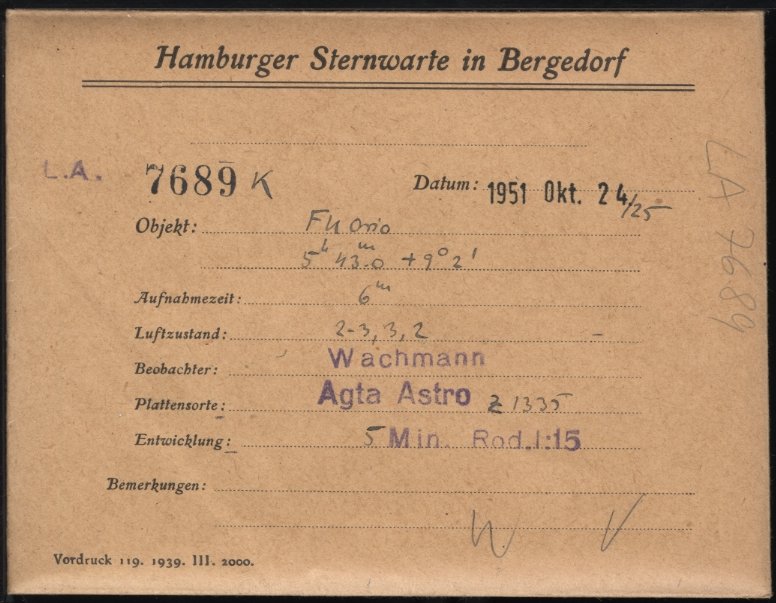 Hamburger Sternwarte in Bergedorf
L.A. 7689 K Datum: 1951 Okt. 24/25
Objekt: FU Orio
5h 43m.0 +9° 2'
Aufnahmezeit: 6m
Luftzustand: 2-3, 3, 2 –
Beobachter: Wachmann
Plattensorte: Agfa Astro Z 1335
Entwicklung: 5 Min. Rod. 1:15
Bemerkungen:
W V
Vordruck 119. 1939. III. 2000.
LA 7689